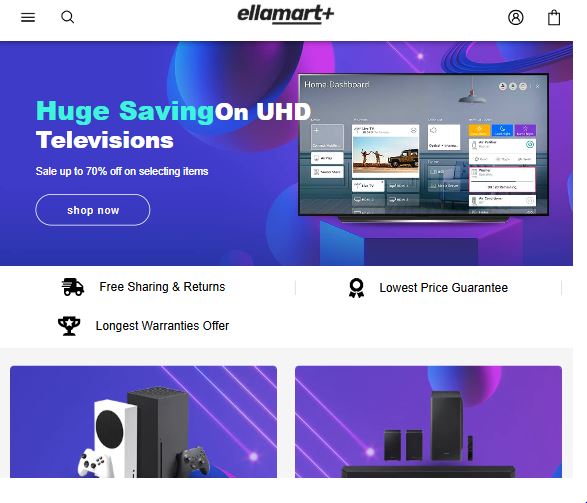 ellamart+
Huge SavingOn UHD
Televisions
Sale up to 70% off on selecting items
shop now
Home Dashboard
Free Sharing & Returns
Lowest Price Guarantee
Longest Warranties Offer